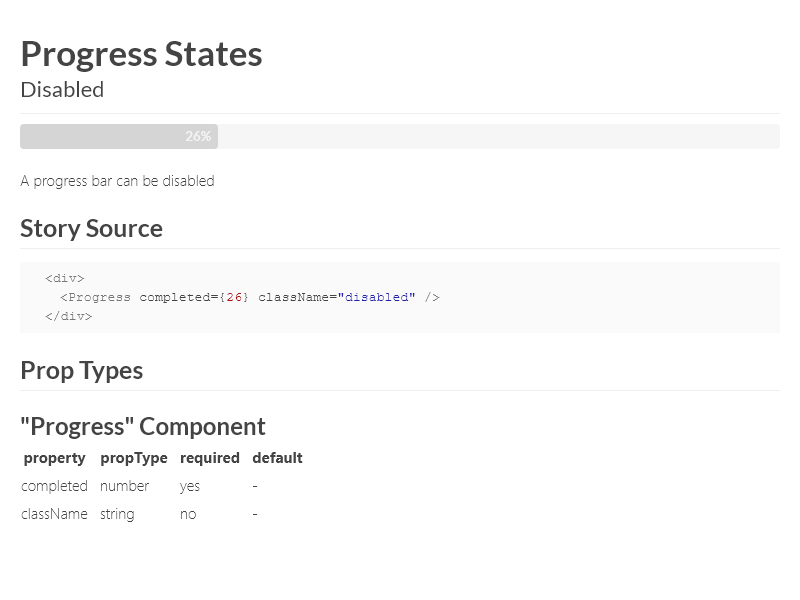 Progress States
Disabled
26%
A progress bar can be disabled
Story Source
<div>
<Progress completed={26} className="disabled" />
</div>
Prop Types
"Progress" Component
property propType required default
completed number yes -
className string no -